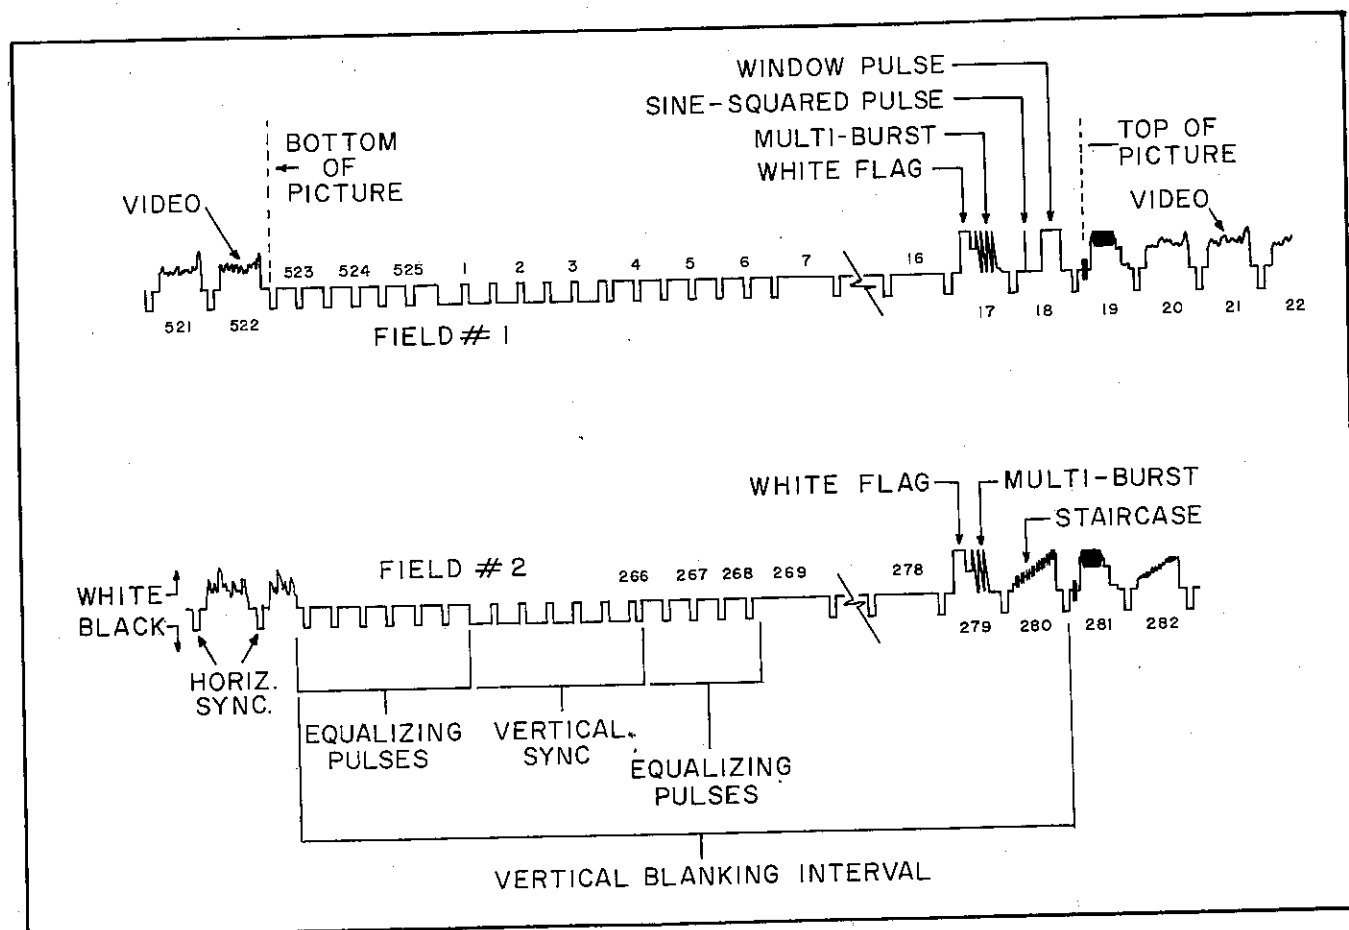 WINDOW PULSE
SINE-SQUARED PULSE
MULTI-BURST
WHITE FLAG
TOP OF
PICTURE
BOTTOM
OF
PICTURE
VIDEO
VIDEO
523 524 525 1 2 3 4 5 6 7 16
521 522 17 18 19 20 21 22
FIELD # 1
WHITE FLAG
MULTI-BURST
STAIRCASE
FIELD # 2
266 267 268 269 278
WHITE
BLACK
279 280 281 282
HORIZ.
SYNC.
EQUALIZING
PULSES
VERTICAL
SYNC
EQUALIZING
PULSES
VERTICAL BLANKING INTERVAL